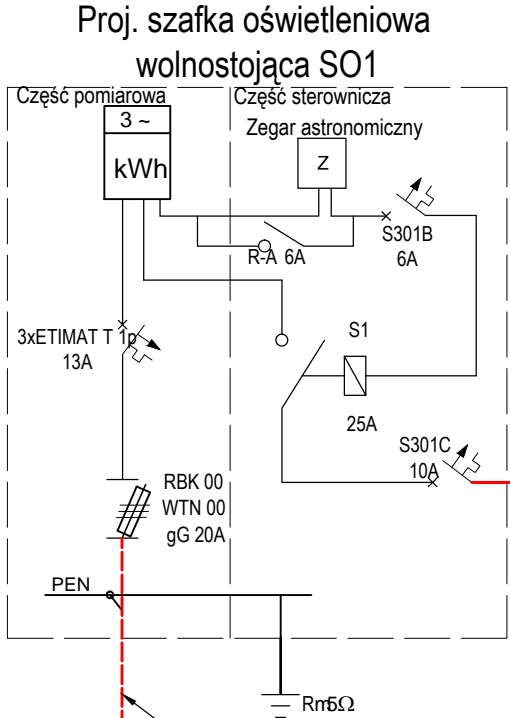 Proj. szafka oświetleniowa
wolnostojąca SO1
Część pomiarowa
Część sterownicza
3 ~
kWh
Zegar astronomiczny
Z
R-A 6A
S301B
6A
3xETIMAT T 1p
13A
S1
25A
S301C
10A
RBK 00
WTN 00
gG 20A
PEN
Rm5Ω